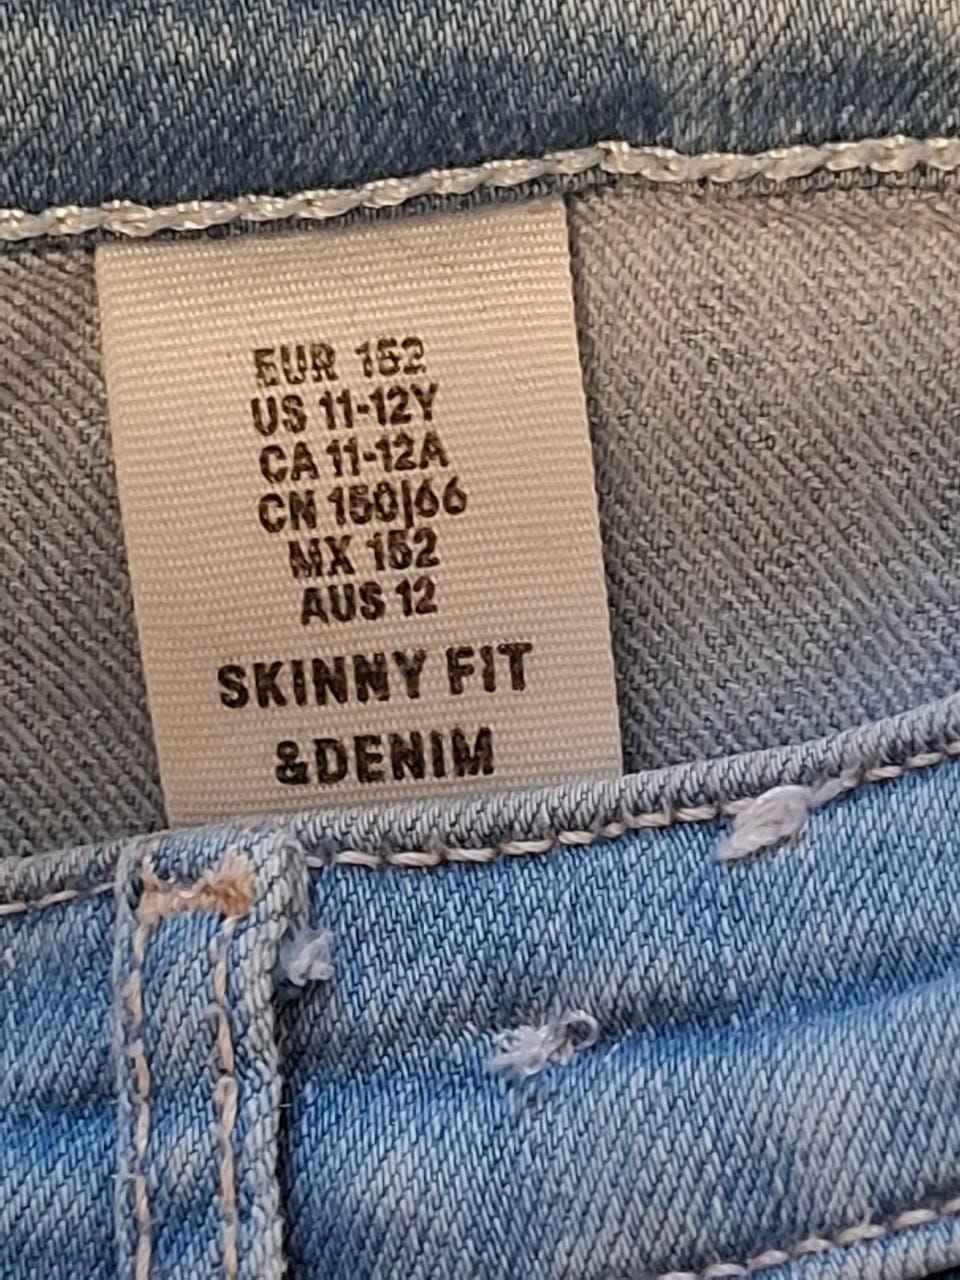 EUR 152
US 11-12Y
CA 11-12A
CN 150|66
MX 152
AUS 12
SKINNY FIT
&DENIM